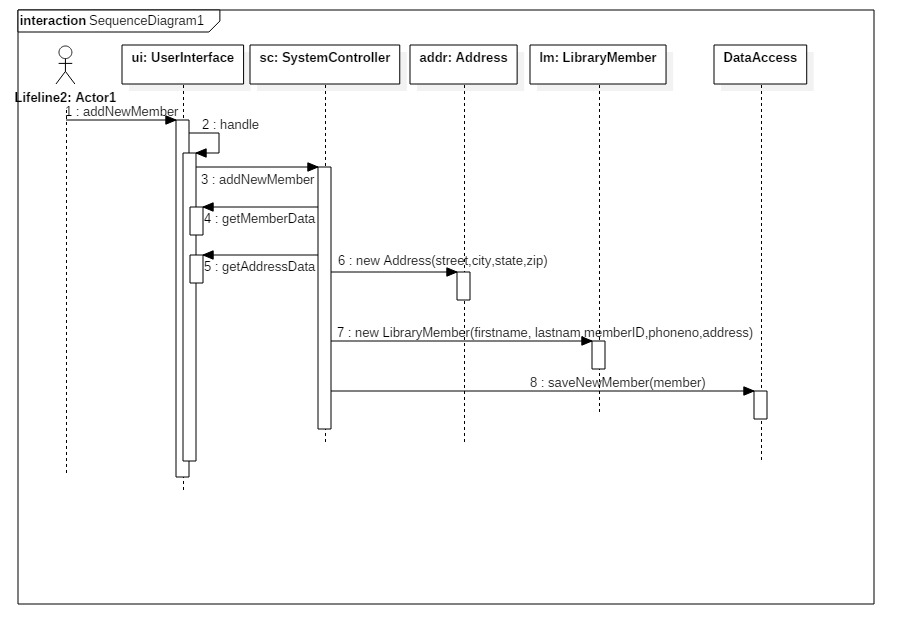 interaction SequenceDiagram1
ui: UserInterface
sc: SystemController
addr: Address
lm: LibraryMember
DataAccess
Lifeline2: Actor1
1 : addNewMember
2 : handle
3 : addNewMember
4 : getMemberData
5 : getAddressData
6 : new Address(street,city,state,zip)
7 : new LibraryMember(firstname, lastnam,memberID,phoneno,address)
8 : saveNewMember(member)